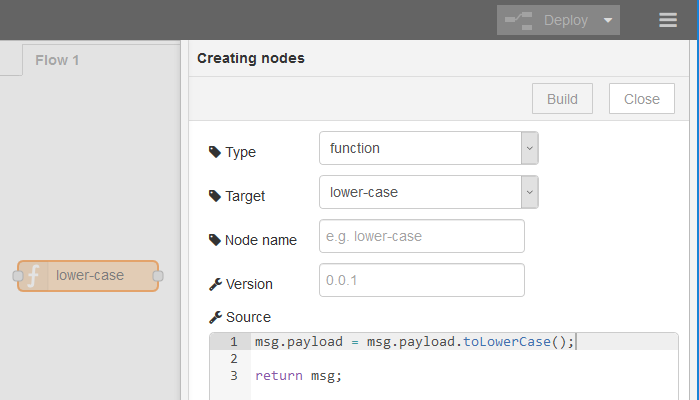 Deploy
Flow 1
Creating nodes
Build Close
Type function
Target lower-case
Node name e.g. lower-case
lower-case
Version 0.0.1
Source
1 msg.payload = msg.payload.toLowerCase();
2
3 return msg;